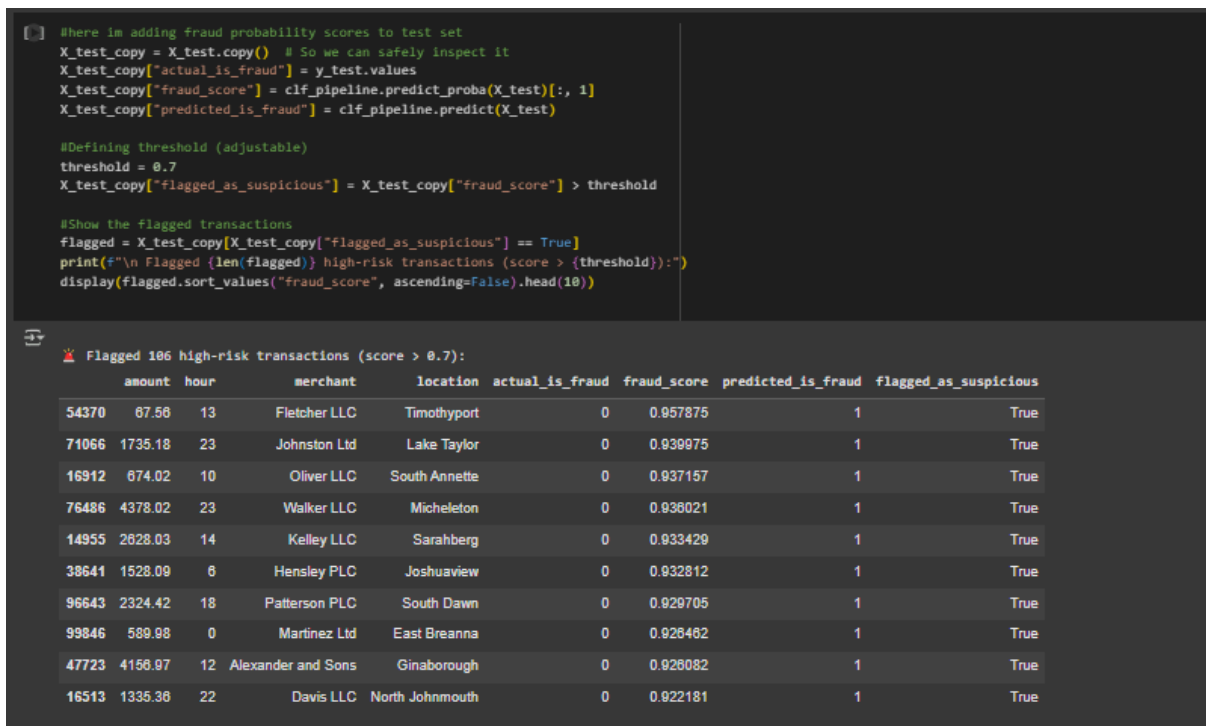 #here im adding fraud probability scores to test set
X_test_copy = X_test.copy()  # So we can safely inspect it
X_test_copy["actual_is_fraud"] = y_test.values
X_test_copy["fraud_score"] = clf_pipeline.predict_proba(X_test)[:, 1]
X_test_copy["predicted_is_fraud"] = clf_pipeline.predict(X_test)
#Defining threshold (adjustable)
threshold = 0.7
X_test_copy["flagged_as_suspicious"] = X_test_copy["fraud_score"] > threshold
#Show the flagged transactions
flagged = X_test_copy[X_test_copy["flagged_as_suspicious"] == True]
print(f"\n Flagged {len(flagged)} high-risk transactions (score > {threshold}):")
display(flagged.sort_values("fraud_score", ascending=False).head(10))
🚨 Flagged 106 high-risk transactions (score > 0.7):
amount hour merchant location actual_is_fraud fraud_score predicted_is_fraud flagged_as_suspicious
54370 67.56 13 Fletcher LLC Timothyport 0 0.957875 1 True
71066 1735.18 23 Johnston Ltd Lake Taylor 0 0.939975 1 True
16912 674.02 10 Oliver LLC South Annette 0 0.937157 1 True
76486 4378.02 23 Walker LLC Micheleton 0 0.936021 1 True
14955 2628.03 14 Kelley LLC Sarahberg 0 0.933429 1 True
38641 1528.09 6 Hensley PLC Joshuaview 0 0.932812 1 True
96643 2324.42 18 Patterson PLC South Dawn 0 0.929705 1 True
99846 589.98 0 Martinez Ltd East Breanna 0 0.926462 1 True
47723 4156.97 12 Alexander and Sons Ginaborough 0 0.926082 1 True
16513 1335.36 22 Davis LLC North Johnmouth 0 0.922181 1 True